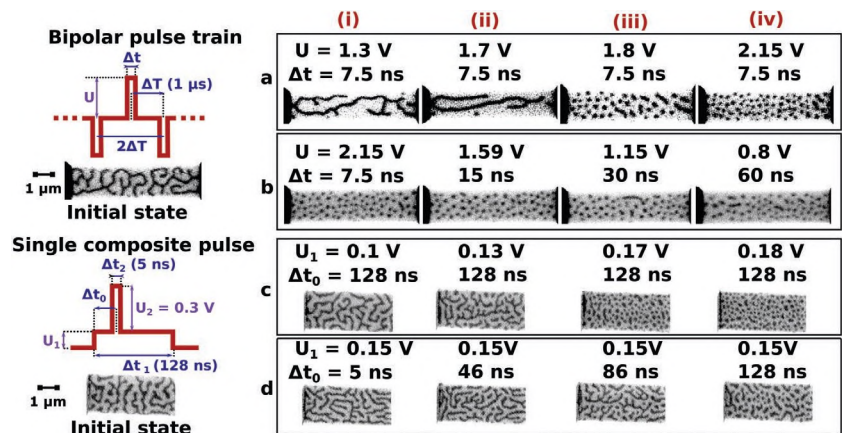 (i) (ii) (iii) (iv)
Bipolar pulse train
Δt
ΔT (1 μs)
U
2ΔT
1 μm
Initial state
a
U = 1.3 V 1.7 V 1.8 V 2.15 V
Δt = 7.5 ns 7.5 ns 7.5 ns 7.5 ns
b
U = 2.15 V 1.59 V 1.15 V 0.8 V
Δt = 7.5 ns 15 ns 30 ns 60 ns
Single composite pulse
Δt₂ (5 ns)
Δt₀
U₂ = 0.3 V
U₁
Δt₁ (128 ns)
1 μm
Initial state
c
U₁ = 0.1 V 0.13 V 0.17 V 0.18 V
Δt₀ = 128 ns 128 ns 128 ns 128 ns
d
U₁ = 0.15 V 0.15V 0.15V 0.15V
Δt₀ = 5 ns 46 ns 86 ns 128 ns